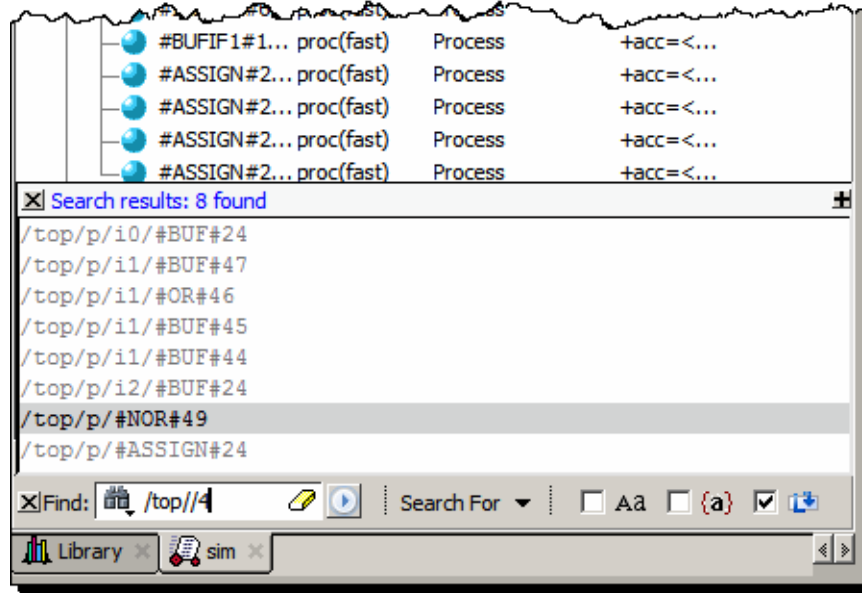 #BUFIF1#1... proc(fast) Process +acc=<...
#ASSIGN#2... proc(fast) Process +acc=<...
#ASSIGN#2... proc(fast) Process +acc=<...
#ASSIGN#2... proc(fast) Process +acc=<...
#ASSIGN#2... proc(fast) Process +acc=<...
Search results: 8 found
/top/p/i0/#BUF#24
/top/p/i1/#BUF#47
/top/p/i1/#OR#46
/top/p/i1/#BUF#45
/top/p/i1/#BUF#44
/top/p/i2/#BUF#24
/top/p/#NOR#49
/top/p/#ASSIGN#24
Find: /top//4 Search For Aa {a}
Library sim